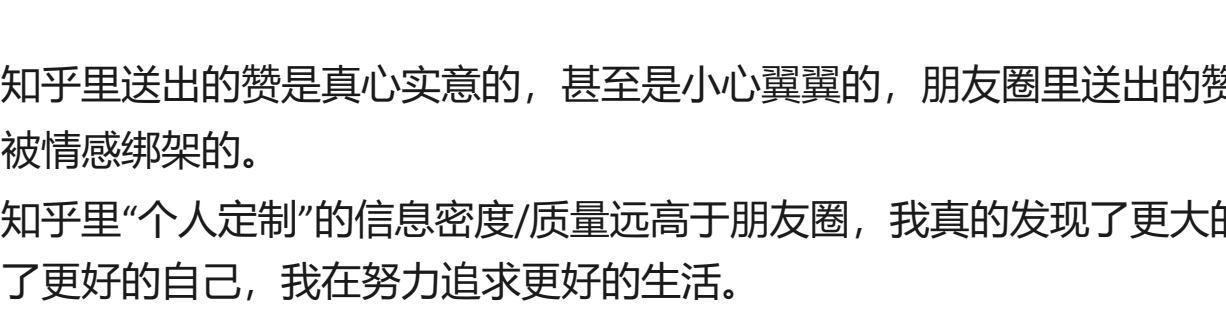 知乎里送出的赞是真心实意的，甚至是小心翼翼的，朋友圈里送出的赞
被情感绑架的。
知乎里“个人定制”的信息密度/质量远高于朋友圈，我真的发现了更大的
了更好的自己，我在努力追求更好的生活。